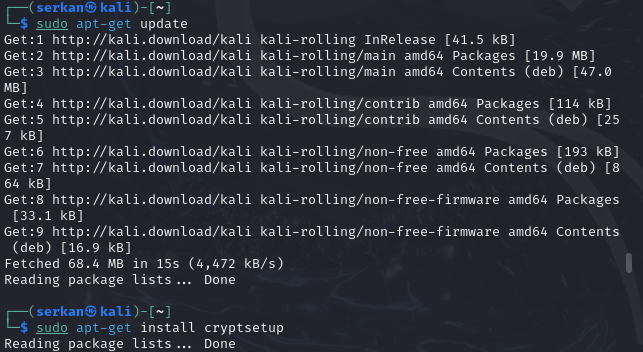 ┌──(serkan㉿kali)-[~]
└─$ sudo apt-get update
Get:1 http://kali.download/kali kali-rolling InRelease [41.5 kB]
Get:2 http://kali.download/kali kali-rolling/main amd64 Packages [19.9 MB]
Get:3 http://kali.download/kali kali-rolling/main amd64 Contents (deb) [47.0
MB]
Get:4 http://kali.download/kali kali-rolling/contrib amd64 Packages [114 kB]
Get:5 http://kali.download/kali kali-rolling/contrib amd64 Contents (deb) [25
7 kB]
Get:6 http://kali.download/kali kali-rolling/non-free amd64 Packages [193 kB]
Get:7 http://kali.download/kali kali-rolling/non-free amd64 Contents (deb) [8
64 kB]
Get:8 http://kali.download/kali kali-rolling/non-free-firmware amd64 Packages
 [33.1 kB]
Get:9 http://kali.download/kali kali-rolling/non-free-firmware amd64 Contents
 (deb) [16.9 kB]
Fetched 68.4 MB in 15s (4,472 kB/s)
Reading package lists... Done
┌──(serkan㉿kali)-[~]
└─$ sudo apt-get install cryptsetup
Reading package lists... Done